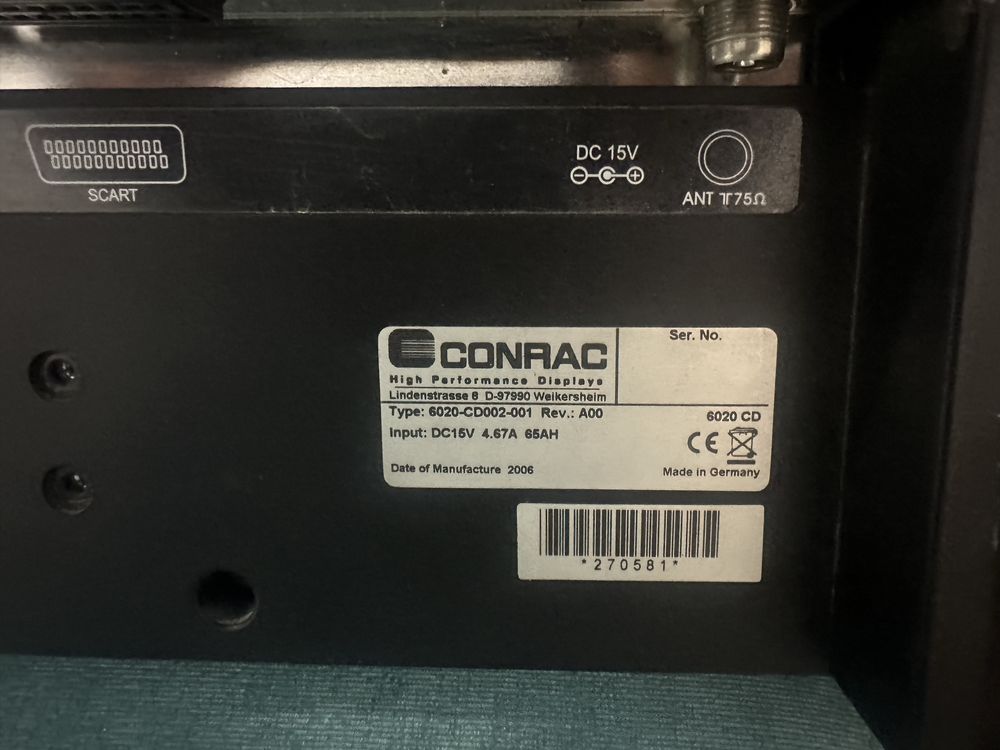 SCART
DC 15V
ANT 75Ω
CONRAC
High Performance Displays
Lindenstrasse 8 D-97990 Weikersheim
Ser. No.
Type: 6020-CD002-001 Rev.: A00
6020 CD
Input: DC15V 4.67A 65AH
CE
Date of Manufacture 2006
Made in Germany
*270581*